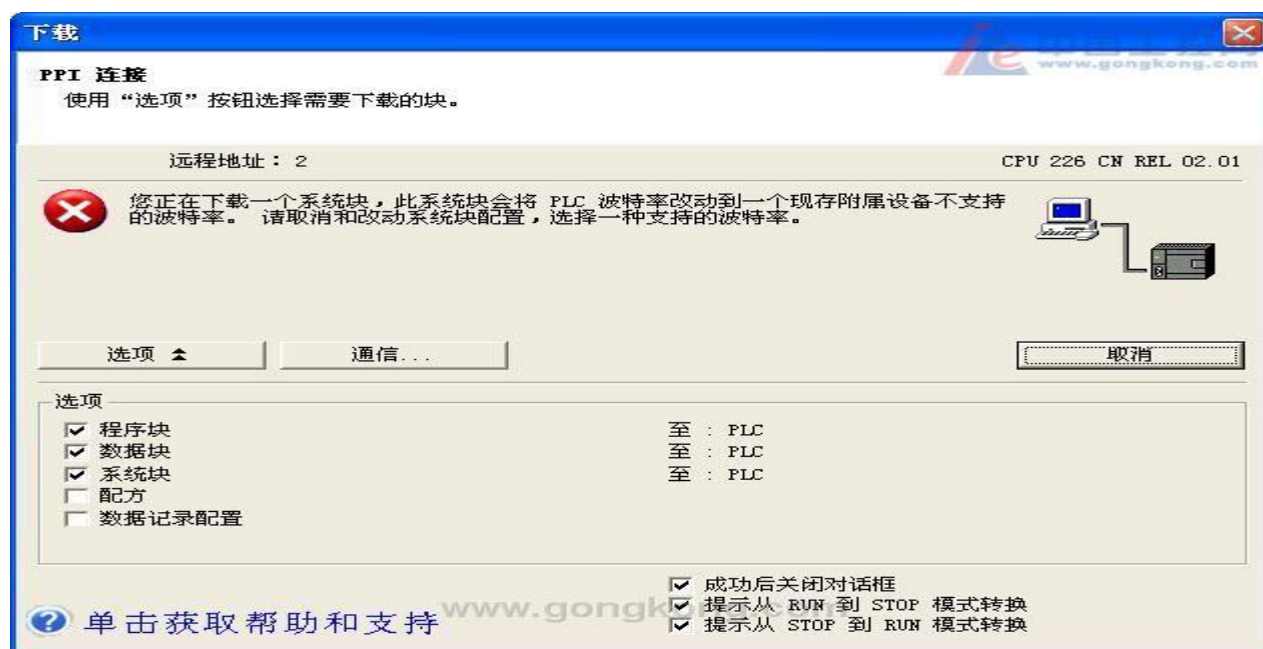 下载
www.gongkong.com
PPI 连接
使用 “选项” 按钮选择需要下载的块。
远程地址： 2
CPU 226 CN REL 02.01
您正在下载一个系统块，此系统块会将 PLC 波特率改动到一个现存附属设备不支持
的波特率。 请取消和改动系统块配置，选择一种支持的波特率。
选项
通信...
取消
选项
程序块
至 : PLC
数据块
至 : PLC
系统块
至 : PLC
配方
数据记录配置
成功后关闭对话框
提示从 RUN 到 STOP 模式转换
提示从 STOP 到 RUN 模式转换
单击获取帮助和支持